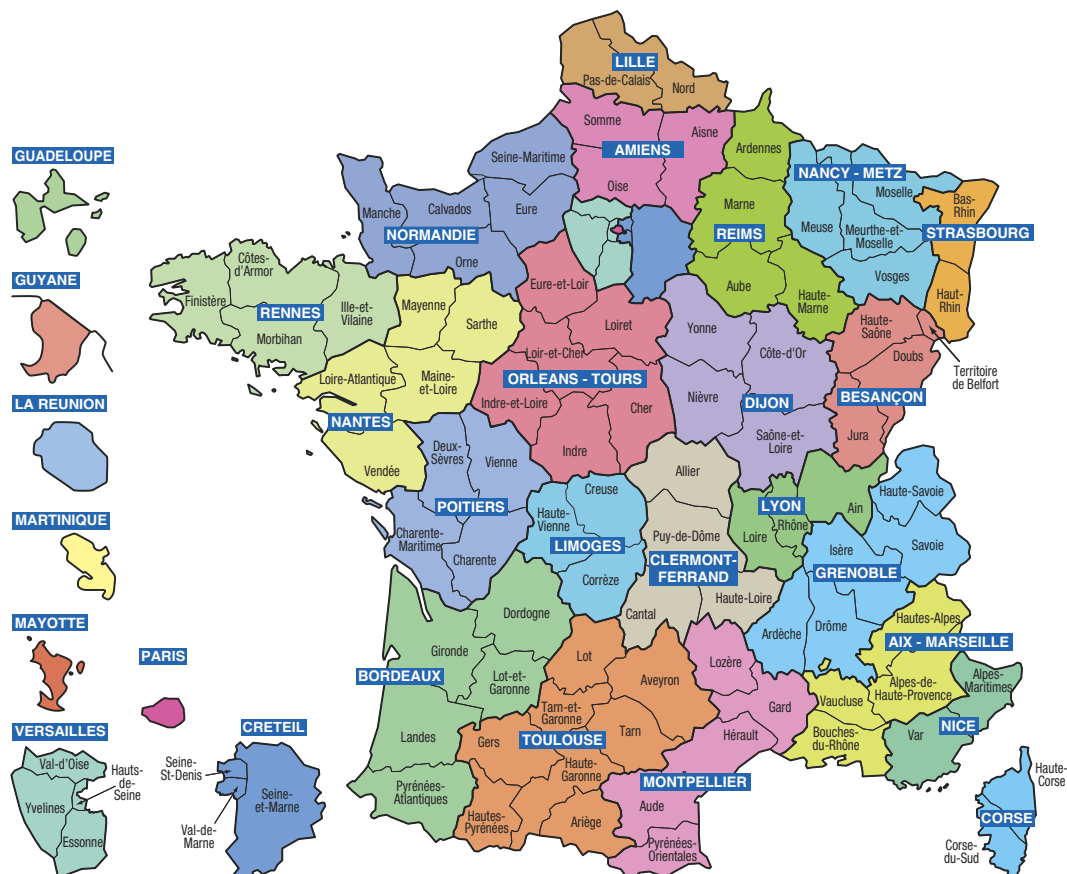 LILLE
Pas-de-Calais
Nord
Somme
Aisne
AMIENS
Oise
Ardennes
Seine-Maritime
GUADELOUPE
NANCY - METZ
Moselle
Bas-
Rhin
Manche
Calvados
Eure
NORMANDIE
Orne
Marne
REIMS
Meuse
Meurthe-et-
Moselle
STRASBOURG
Vosges
Haut-
Rhin
Aube
Haute-
Marne
GUYANE
Côtes-
d'Armor
Finistère
RENNES
Ille-et-
Vilaine
Morbihan
Mayenne
Sarthe
Eure-et-Loir
Loiret
Yonne
Haute-
Saône
Côte-d'Or
Doubs
Territoire
de Belfort
Loir-et-Cher
Loire-Atlantique
Maine-
et-Loire
ORLEANS - TOURS
Indre-et-Loire
Cher
Nièvre
DIJON
BESANÇON
LA REUNION
NANTES
Vendée
Deux-
Sèvres
Vienne
Indre
Saône-et-
Loire
Jura
Allier
POITIERS
Creuse
Haute-
Vienne
LYON
Ain
Rhône
Loire
Haute-Savoie
MARTINIQUE
Charente-
Maritime
Charente
LIMOGES
Corrèze
Puy-de-Dôme
CLERMONT-
FERRAND
Isère
Savoie
GRENOBLE
Cantal
Haute-Loire
Ardèche
Drôme
Hautes-Alpes
AIX - MARSEILLE
MAYOTTE
PARIS
Dordogne
Gironde
BORDEAUX
Lot-et-
Garonne
Lot
Aveyron
Lozère
Gard
Vaucluse
Alpes-de-
Haute-Provence
Alpes-
Maritimes
Tarn-et-
Garonne
Tarn
Hérault
Bouches-
du-Rhône
Var
NICE
Landes
Gers
TOULOUSE
Haute-
Garonne
MONTPELLIER
Pyrénées-
Atlantiques
Hautes-
Pyrénées
Ariège
Aude
Pyrénées-
Orientales
VERSAILLES
Val-d'Oise
Hauts-
de-
Seine
Yvelines
Essonne
CRETEIL
Seine-
St-Denis
Seine-
et-Marne
Val-de-
Marne
Haute-
Corse
CORSE
Corse-
du-Sud